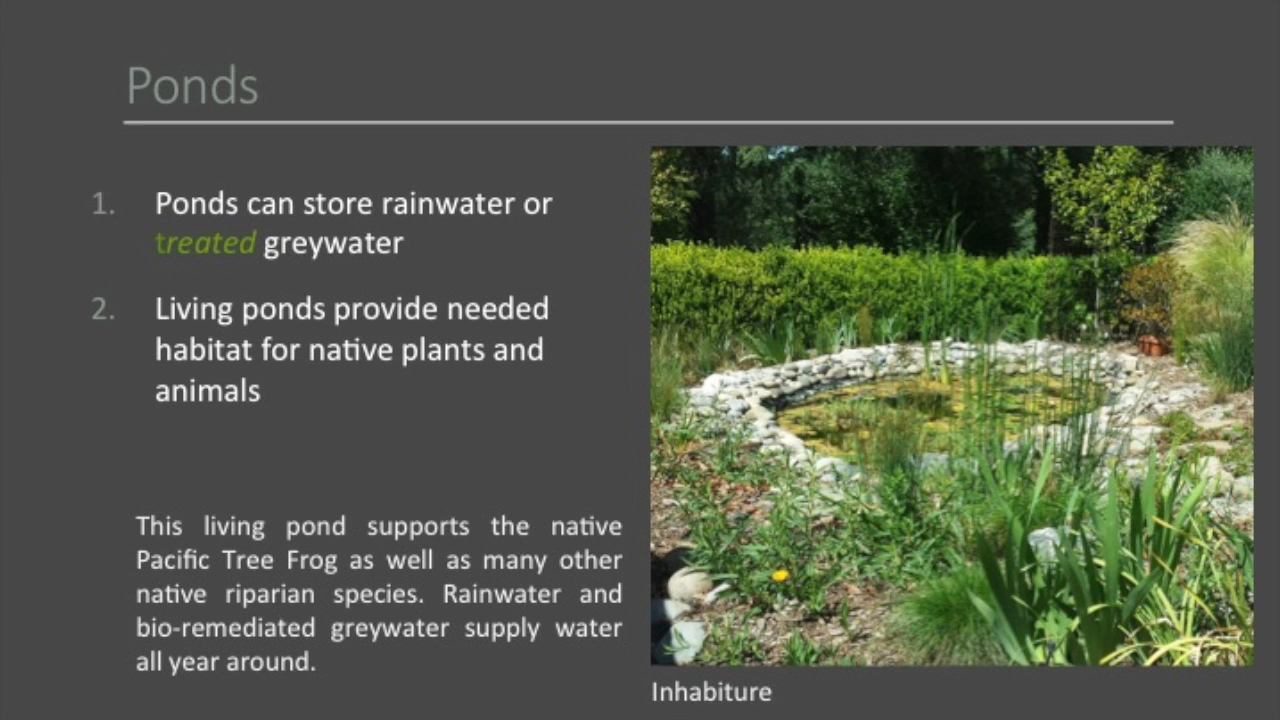 Ponds
1. Ponds can store rainwater or
treated greywater
2. Living ponds provide needed
habitat for native plants and
animals
This living pond supports the native
Pacific Tree Frog as well as many other
native riparian species. Rainwater and
bio-remediated greywater supply water
all year around.
Inhabiture